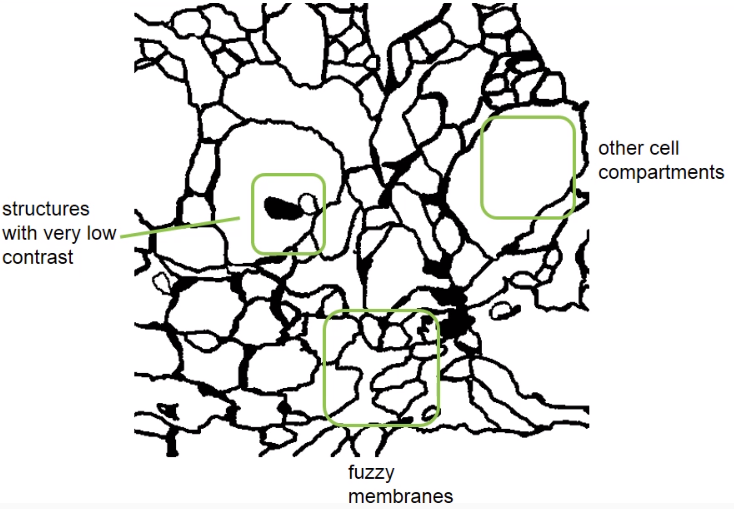 other cell
compartments
structures
with very low
contrast
fuzzy
membranes